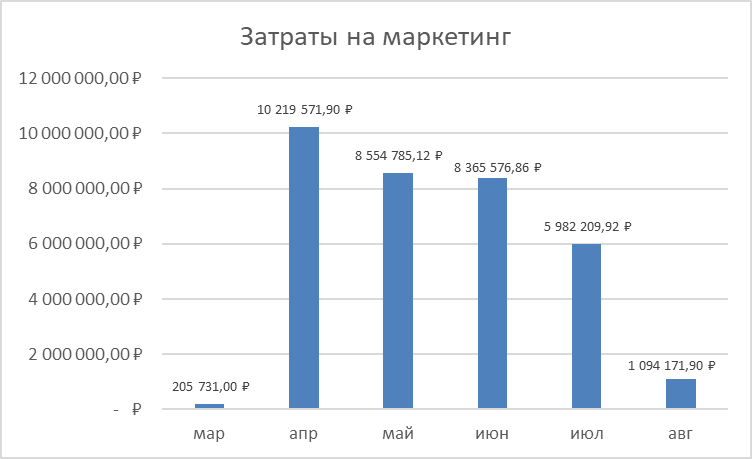 Затраты на маркетинг
12 000 000,00 ₽
10 219 571,90 ₽
10 000 000,00 ₽
8 554 785,12 ₽
8 365 576,86 ₽
8 000 000,00 ₽
5 982 209,92 ₽
6 000 000,00 ₽
4 000 000,00 ₽
2 000 000,00 ₽
1 094 171,90 ₽
205 731,00 ₽
- ₽
мар апр май июн июл авг